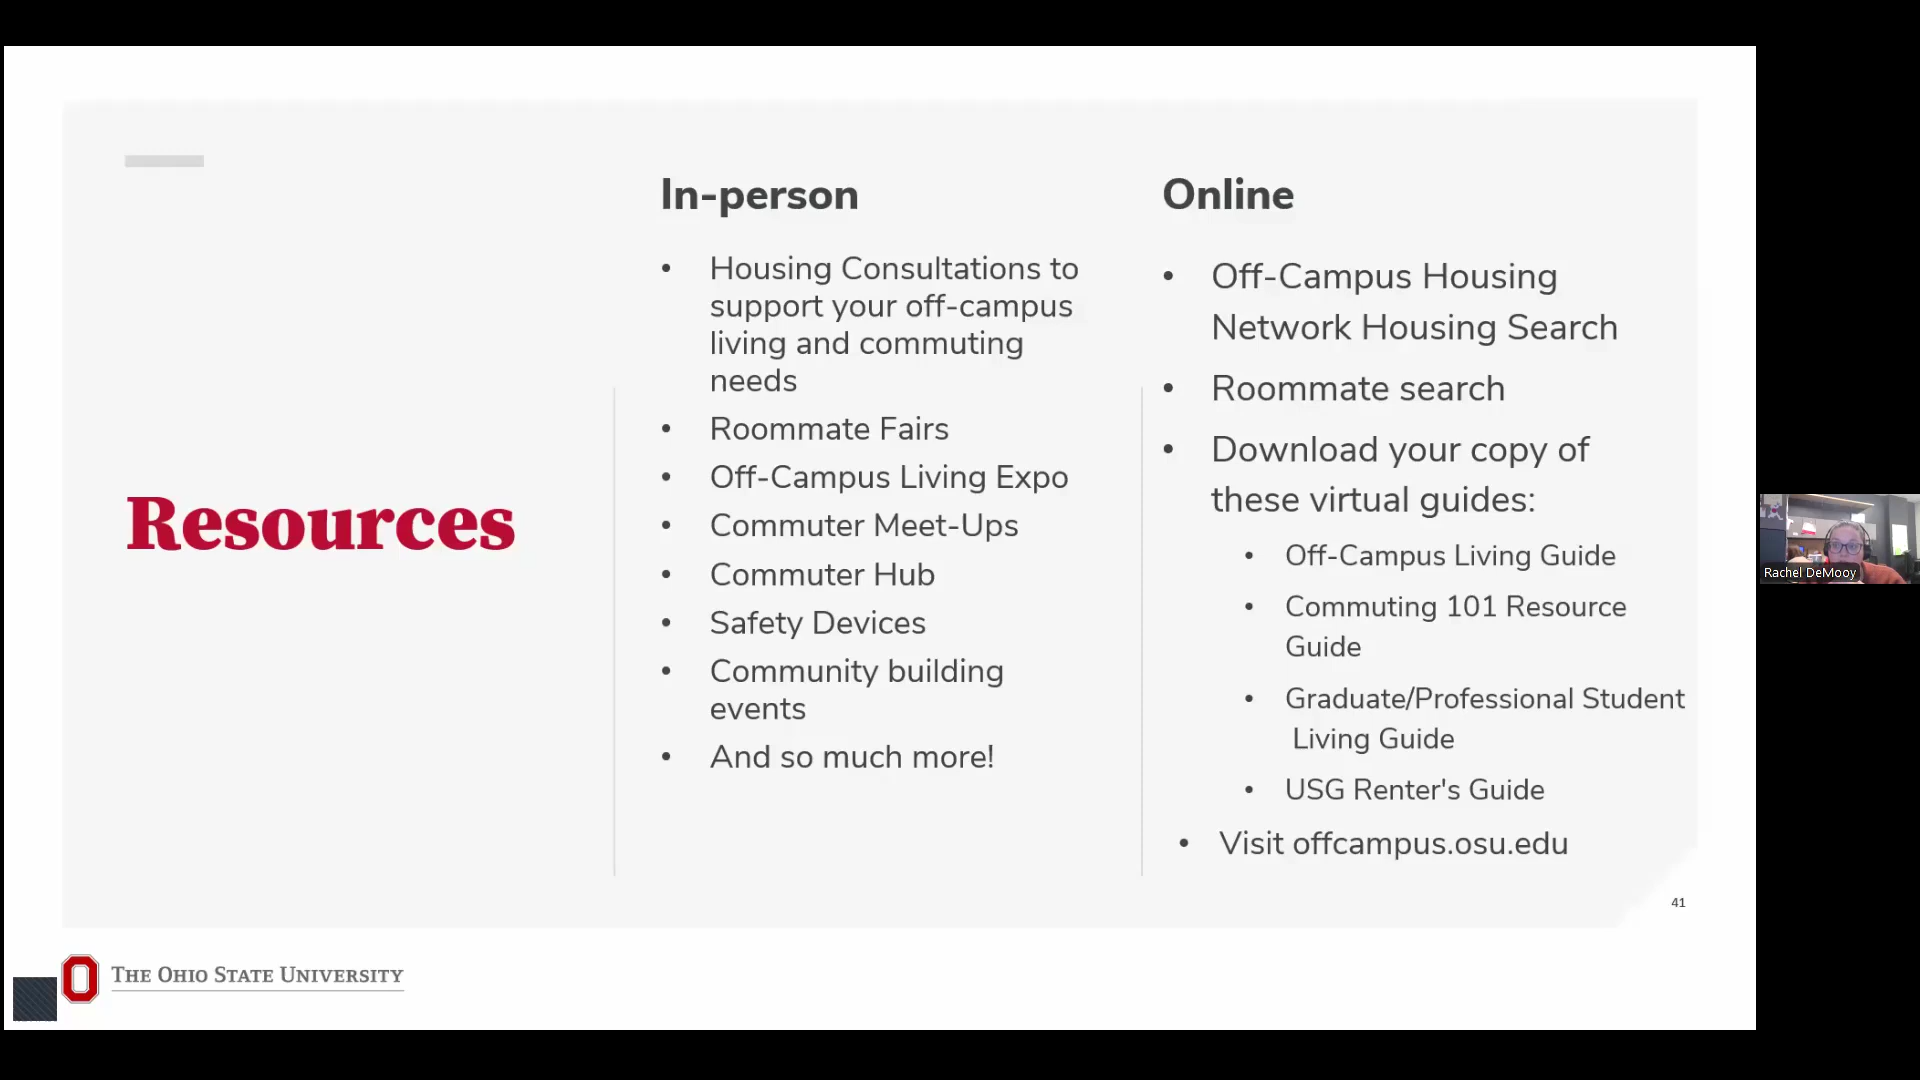 Resources
In-person
• Housing Consultations to
support your off-campus
living and commuting
needs
• Roommate Fairs
• Off-Campus Living Expo
• Commuter Meet-Ups
• Commuter Hub
• Safety Devices
• Community building
events
• And so much more!
Online
• Off-Campus Housing
Network Housing Search
• Roommate search
• Download your copy of
these virtual guides:
• Off-Campus Living Guide
• Commuting 101 Resource
Guide
• Graduate/Professional Student
Living Guide
• USG Renter's Guide
• Visit offcampus.osu.edu
41
THE OHIO STATE UNIVERSITY
Rachel DeMooy